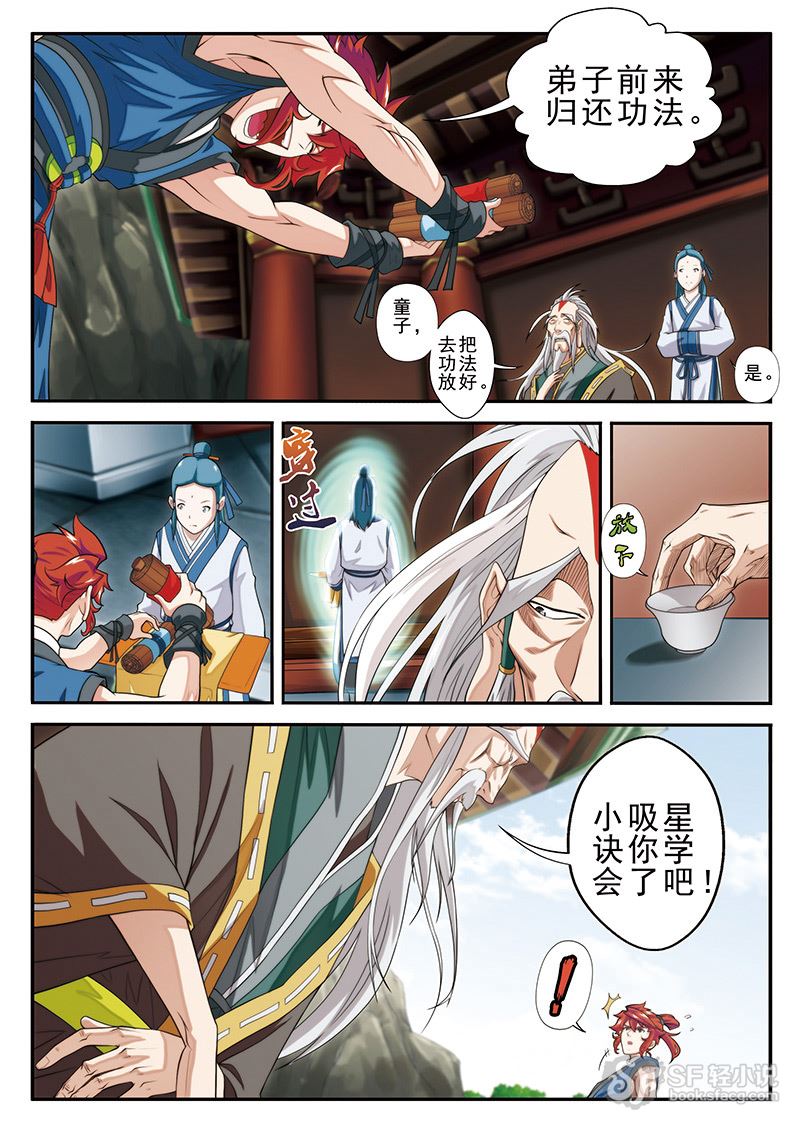 弟子前来
归还功法。
童子，
去把
功法
放好。
是。
穿过
放下
小吸星
诀你学
会了吧！
！
SF轻小说
book.sfacg.com